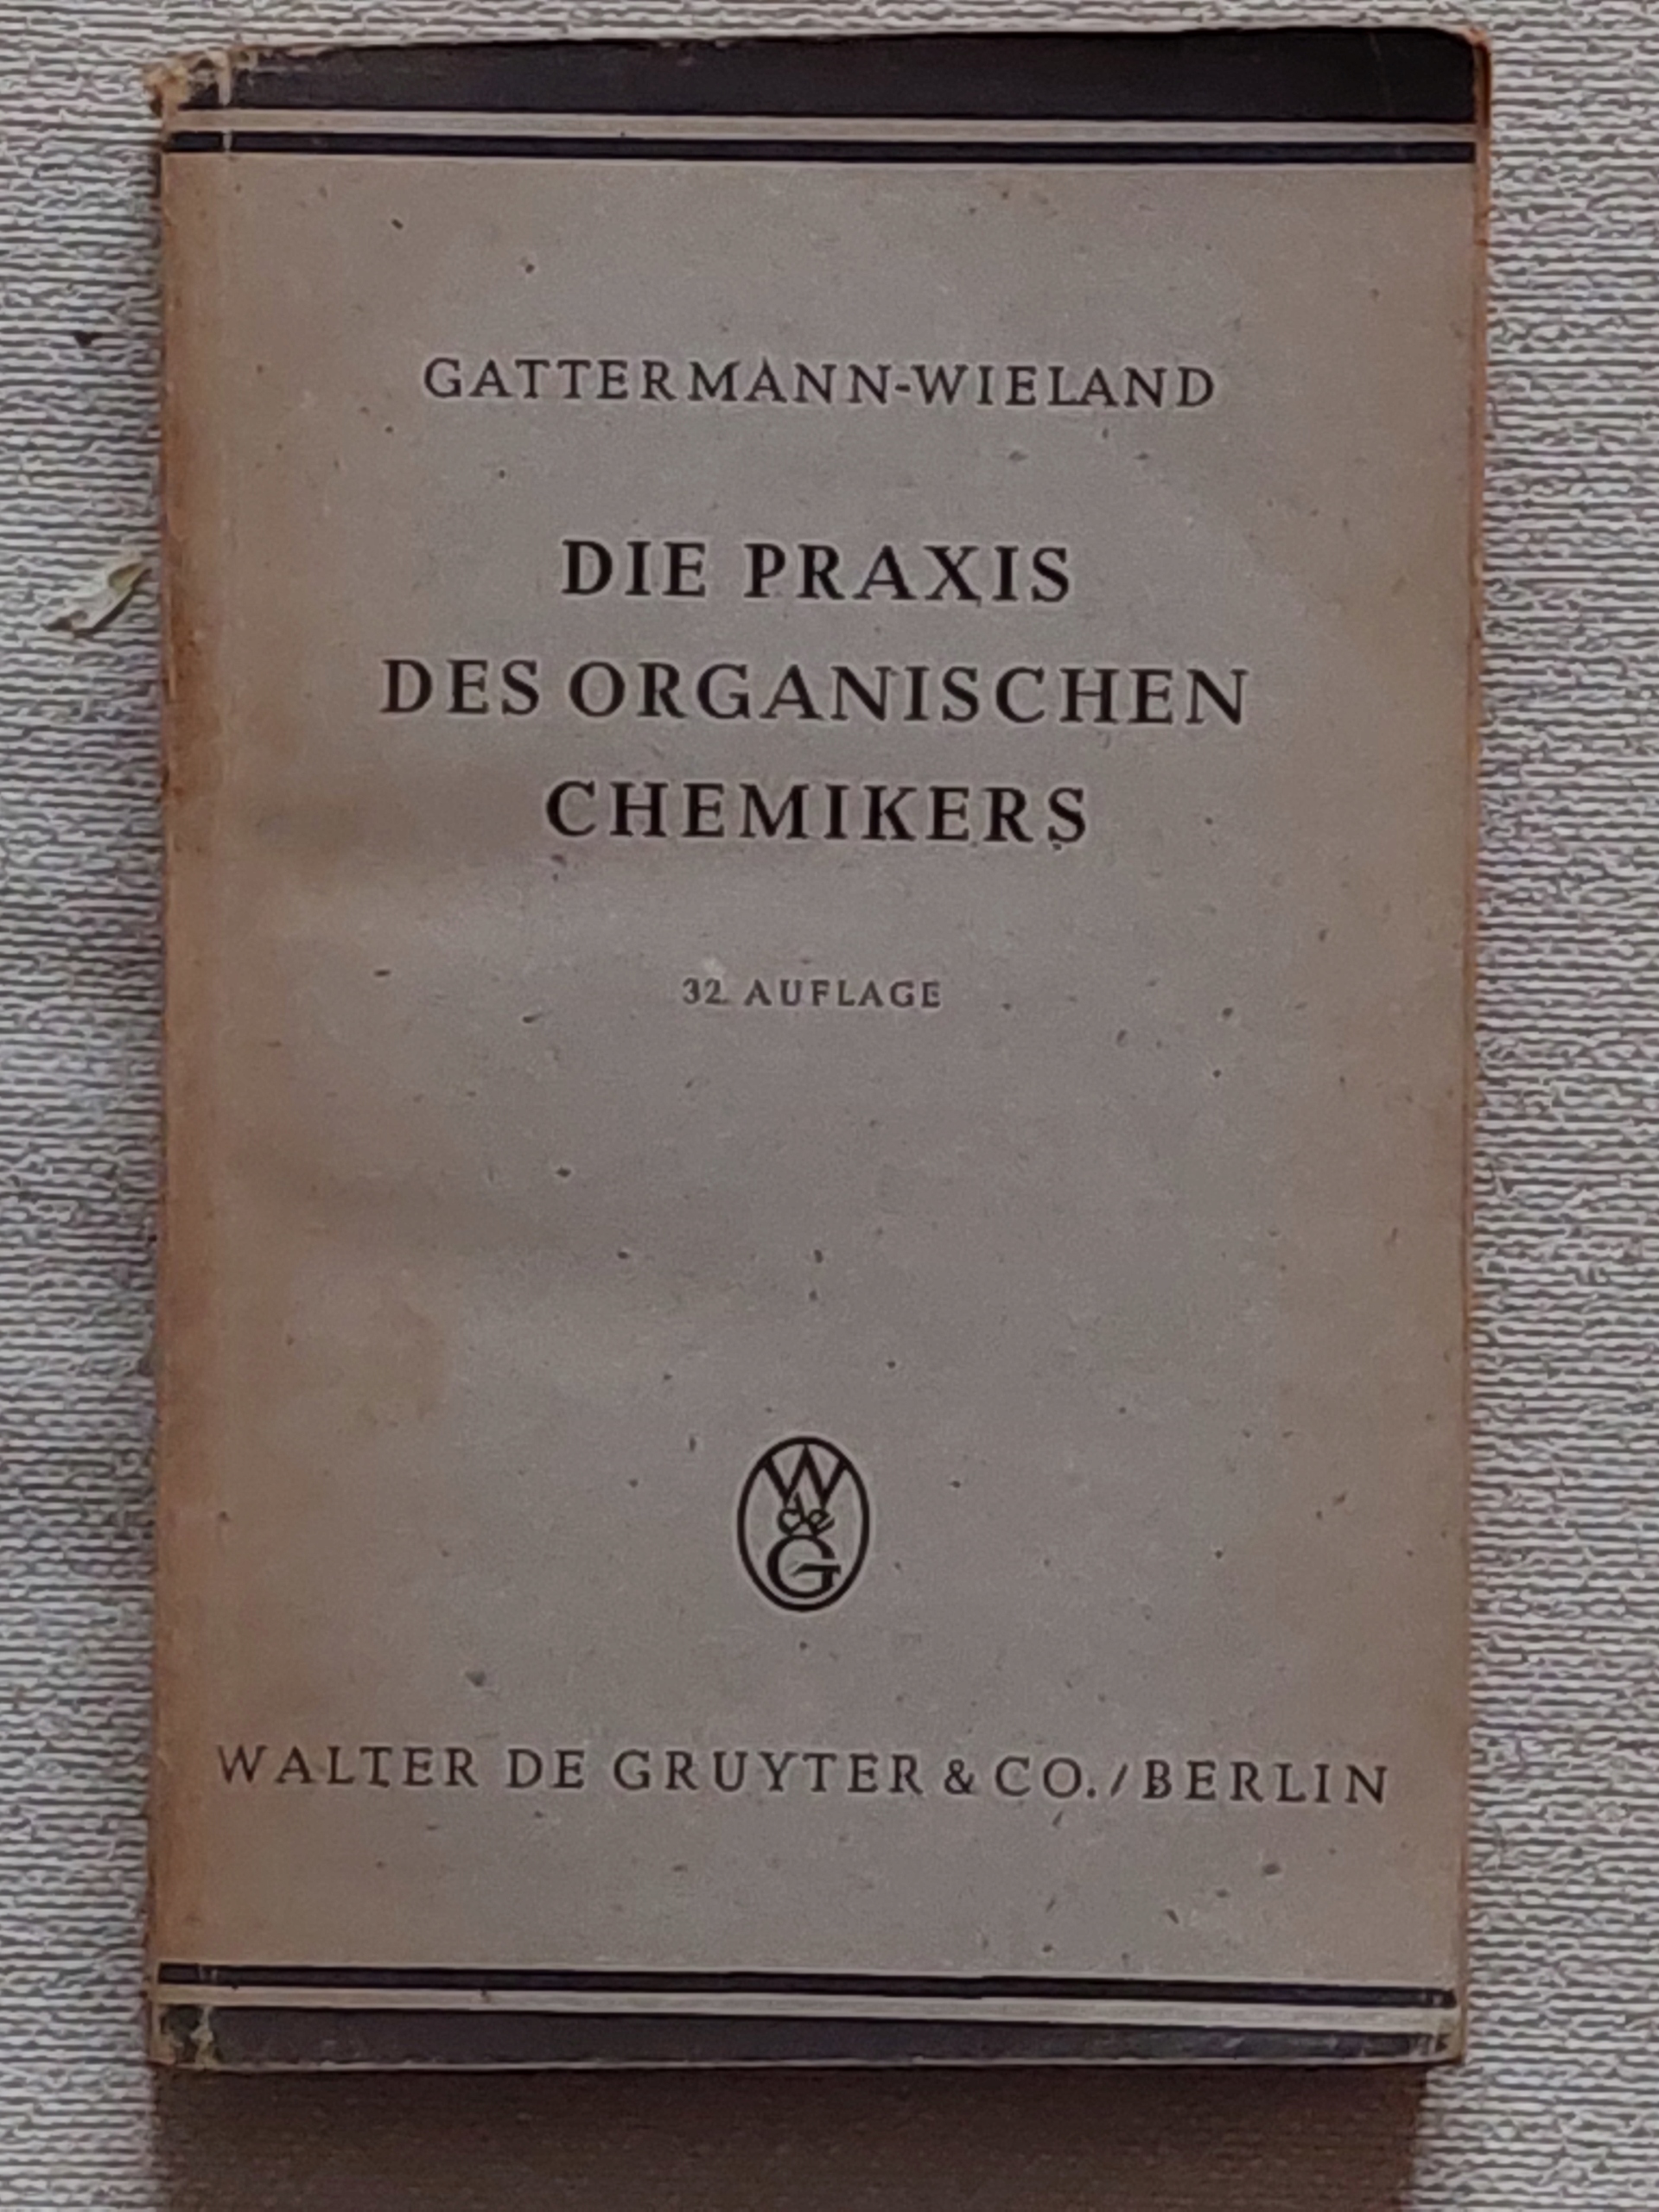 GATTERMANN-WIELAND
DIE PRAXIS
DES ORGANISCHEN
CHEMIKERS
32. AUFLAGE
W
de
G
WALTER DE GRUYTER & CO./BERLIN